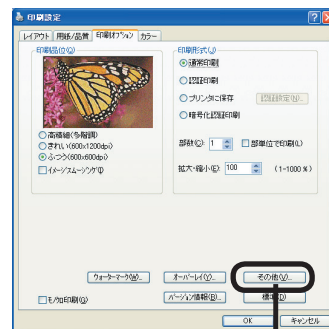 印刷設定
レイアウト 用紙/品質 印刷オプション カラー
印刷品位(Q)
高精細(多階調)
きれい(600x1200dpi)
ふつう(600x600dpi)
イメージスムージング(I)
印刷形式(J)
通常印刷
認証印刷
プリンタに保存 認証設定(N)...
暗号化認証印刷
部数(C): 1 部単位で印刷(L)
拡大・縮小(E): 100 (1-1000 %)
ウォーターマーク(W)... オーバーレイ(V)... その他(V)...
モノクロ印刷(G) バージョン情報(B)... 標準(D)
OK キャンセル